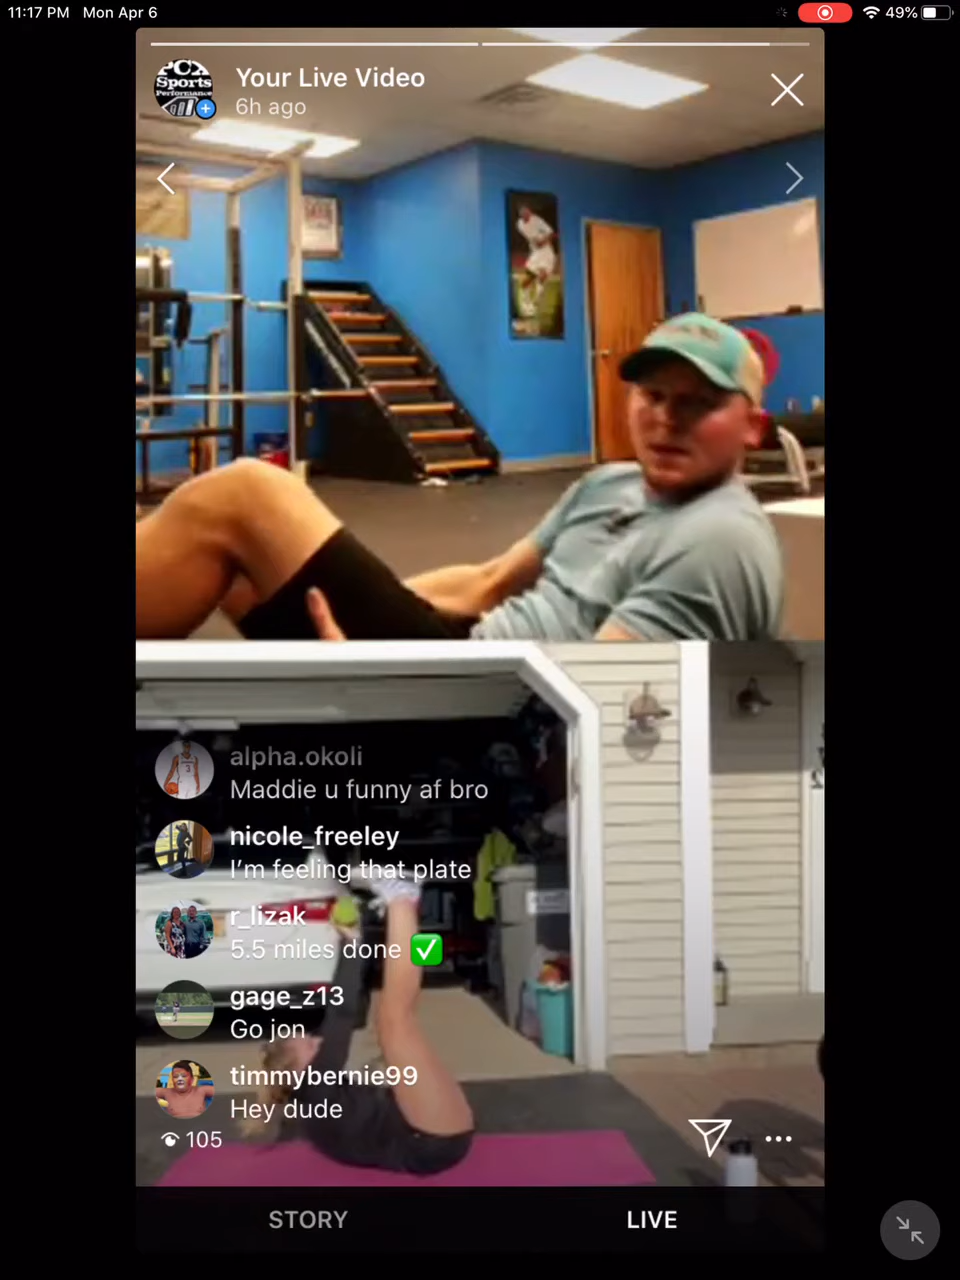 11:17 PM Mon Apr 6
49%
PCX
Sports
Performance
Your Live Video
6h ago
alpha.okoli
Maddie u funny af bro
nicole_freeley
I'm feeling that plate
r_lizak
5.5 miles done ✅
gage_z13
Go jon
timmybernie99
Hey dude
105
STORY
LIVE